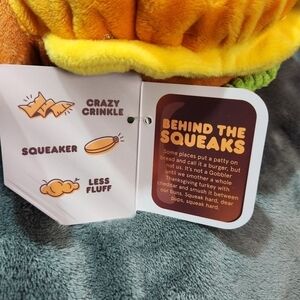 CRAZY
CRINKLE
SQUEAKER
LESS
FLUFF
BEHIND THE
SQUEAKS
Some places put a patty on
bread and call it a burger, but
not us. It's not a Gobbler
until we smother a whole
Thanksgiving turkey with
cheddar and smush it between
our buns. Squeak hard, dear
pups, squeak hard.